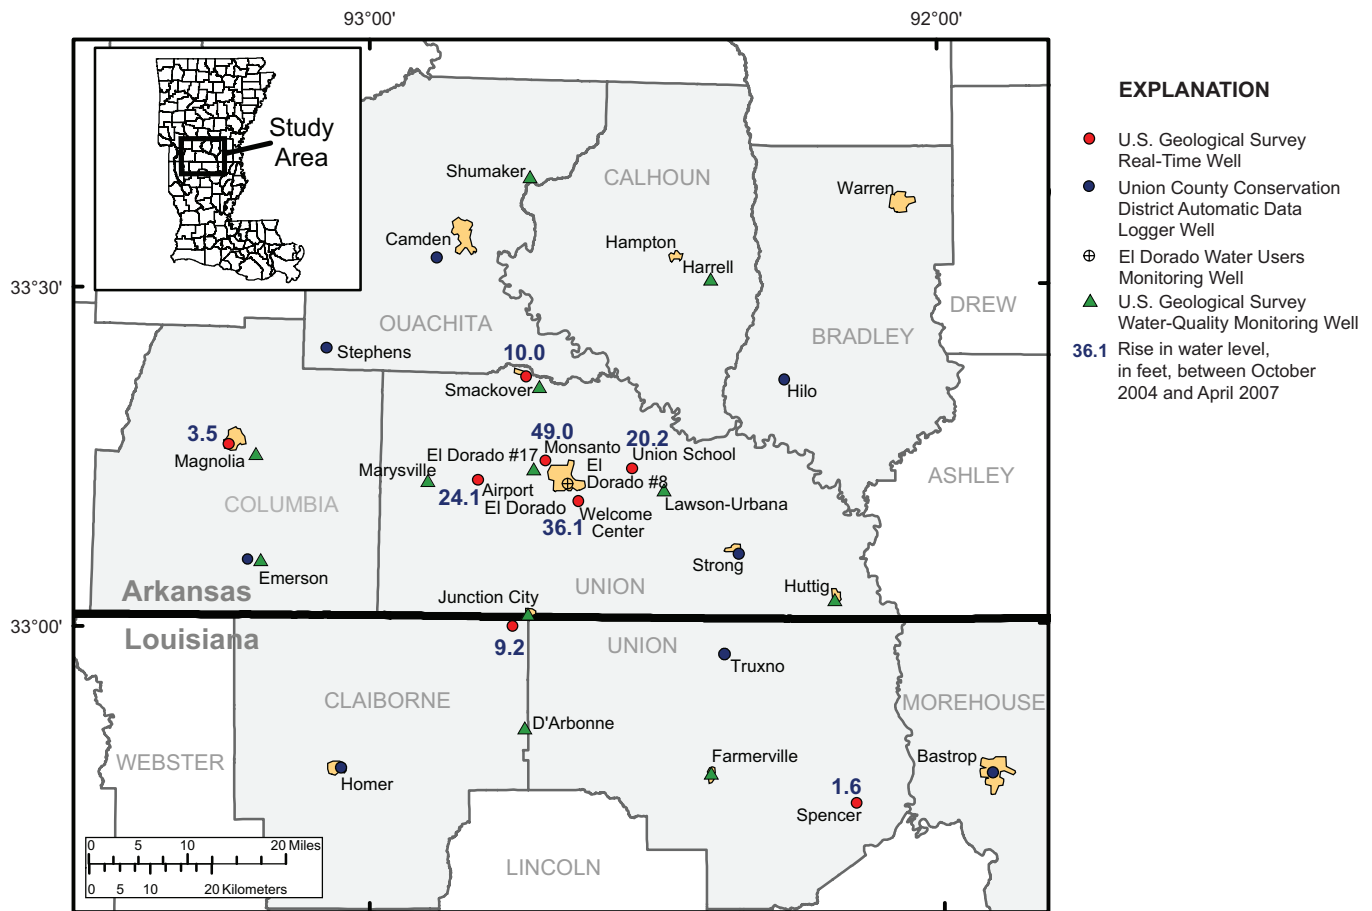 93°00'
92°00'
Study
Area
EXPLANATION
U.S. Geological Survey
Real-Time Well
Union County Conservation
District Automatic Data
Logger Well
El Dorado Water Users
Monitoring Well
U.S. Geological Survey
Water-Quality Monitoring Well
36.1 Rise in water level,
in feet, between October
2004 and April 2007
Shumaker
CALHOUN
Warren
Camden
Hampton
Harrell
33°30'
DREW
OUACHITA
BRADLEY
Stephens
10.0
Smackover
Hilo
3.5
Magnolia
49.0
20.2
El Dorado #17
Monsanto
Union School
Marysville
El
Dorado #8
ASHLEY
24.1
Airport
El Dorado
Lawson-Urbana
COLUMBIA
36.1
Welcome
Center
Strong
Emerson
Arkansas
UNION
Huttig
Junction City
33°00'
Louisiana
9.2
UNION
Truxno
CLAIBORNE
MOREHOUSE
D'Arbonne
WEBSTER
Farmerville
Bastrop
Homer
1.6
Spencer
LINCOLN
0 5 10 20 Miles
0 5 10 20 Kilometers